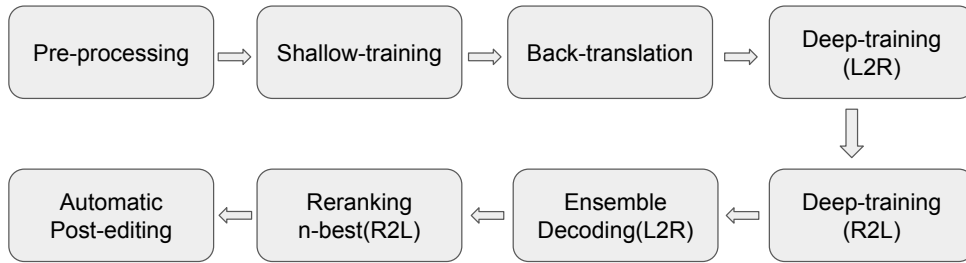 Pre-processing
Shallow-training
Back-translation
Deep-training
(L2R)
Deep-training
(R2L)
Ensemble
Decoding(L2R)
Reranking
n-best(R2L)
Automatic
Post-editing